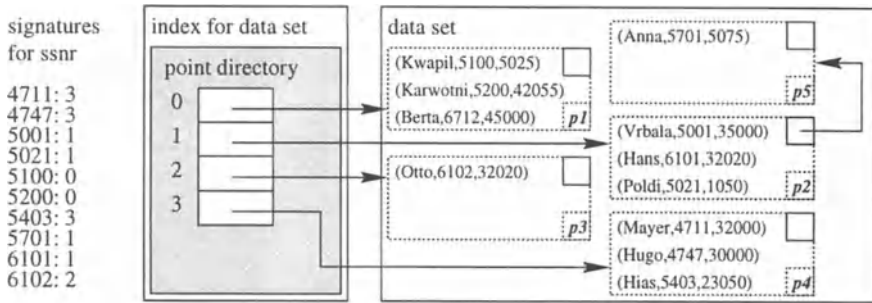 signatures
for ssnr
4711: 3
4747: 3
5001: 1
5021: 1
5100: 0
5200: 0
5403: 3
5701: 1
6101: 1
6102: 2
index for data set
point directory
0
1
2
3
data set
(Kwapil,5100,5025)
(Karwotni,5200,42055)
(Berta,6712,45000)
p1
(Otto,6102,32020)
p3
(Anna,5701,5075)
p5
(Vrbala,5001,35000)
(Hans,6101,32020)
(Poldi,5021,1050)
p2
(Mayer,4711,32000)
(Hugo,4747,30000)
(Hias,5403,23050)
p4